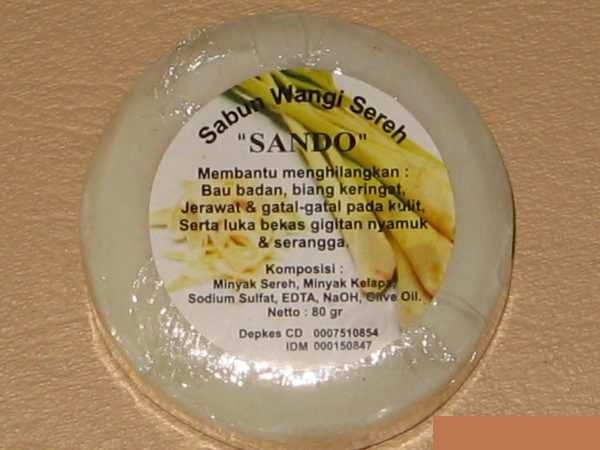 Sabun Wangi Sereh
"SANDO"
Membantu menghilangkan :
Bau badan, biang keringat,
Jerawat & gatal-gatal pada kulit,
Serta luka bekas gigitan nyamuk
& serangga.
Komposisi :
Minyak Sereh, Minyak Kelapa,
Sodium Sulfat, EDTA, NaOH, Olive Oil.
Netto : 80 gr
Depkes CD 0007510854
IDM 000150847